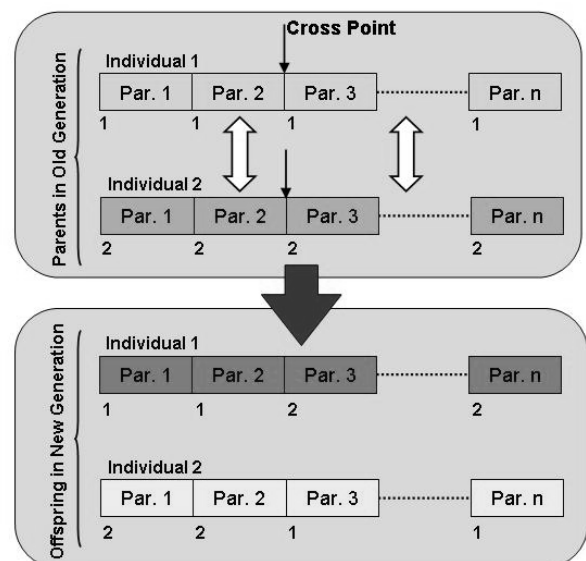 Cross Point
Parents in Old Generation
Individual 1
Par. 1 Par. 2 Par. 3 Par. n
1 1 1 1
Individual 2
Par. 1 Par. 2 Par. 3 Par. n
2 2 2 2
Offspring in New Generation
Individual 1
Par. 1 Par. 2 Par. 3 Par. n
1 1 2 2
Individual 2
Par. 1 Par. 2 Par. 3 Par. n
2 2 1 1